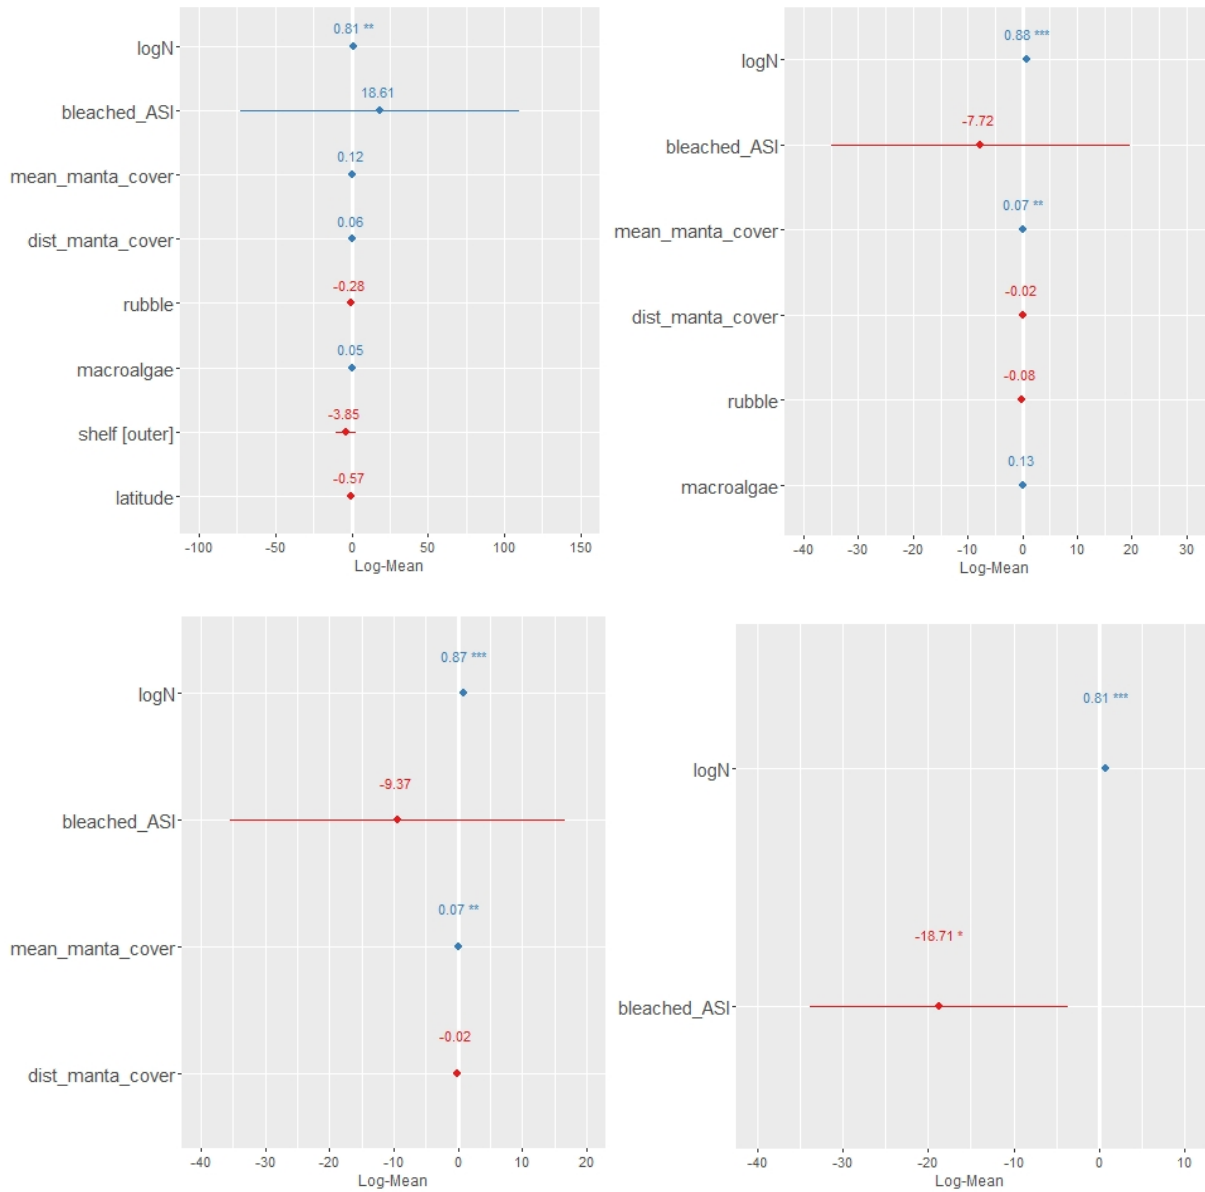 0.81 **
logN
18.61
bleached_ASI
0.12
mean_manta_cover
0.06
dist_manta_cover
-0.28
rubble
0.05
macroalgae
-3.85
shelf [outer]
-0.57
latitude
-100 -50 0 50 100 150
Log-Mean
0.88 ***
logN
-7.72
bleached_ASI
0.07 **
mean_manta_cover
-0.02
dist_manta_cover
-0.08
rubble
0.13
macroalgae
-40 -30 -20 -10 0 10 20 30
Log-Mean
0.87 ***
logN
-9.37
bleached_ASI
0.07 **
mean_manta_cover
-0.02
dist_manta_cover
-40 -30 -20 -10 0 10 20
Log-Mean
0.81 ***
logN
-18.71 *
bleached_ASI
-40 -30 -20 -10 0 10
Log-Mean